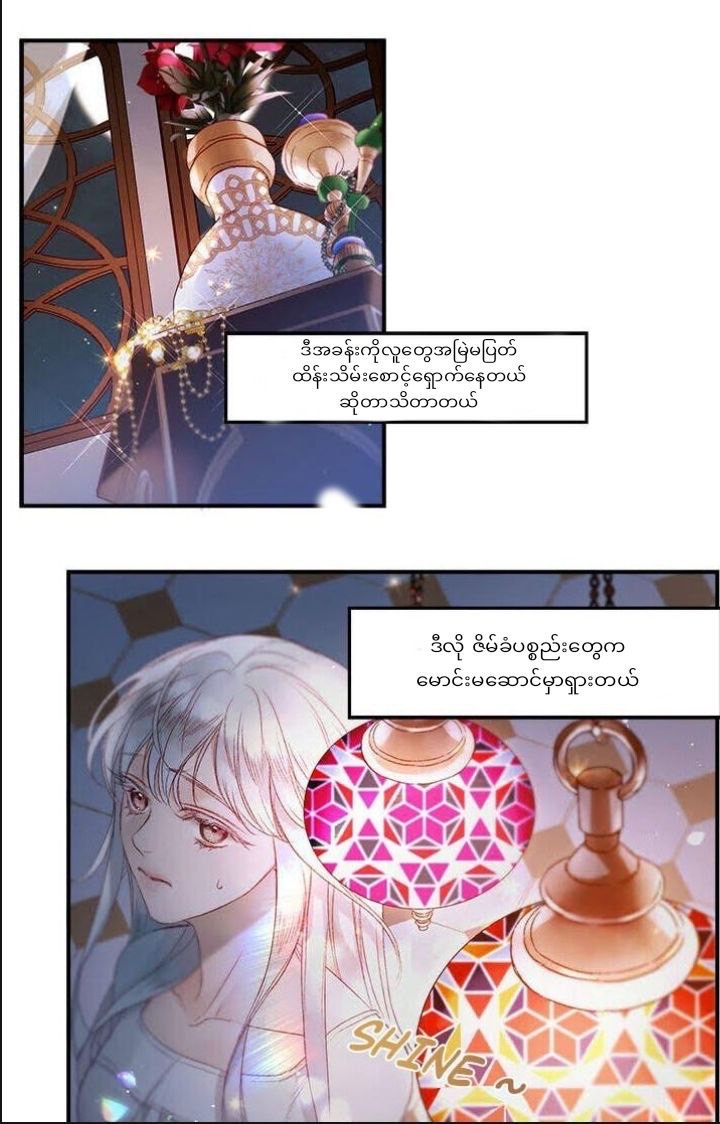 ဒီအခန်းကိုလူတွေအမြဲမပြတ်
ထိန်းသိမ်းစောင့်ရှောက်နေတယ်
ဆိုတာသိတာတယ်
ဒီလို ဇိမ်ခံပစ္စည်းတွေက
မောင်းမဆောင်မှာရှားတယ်
SHINE ~